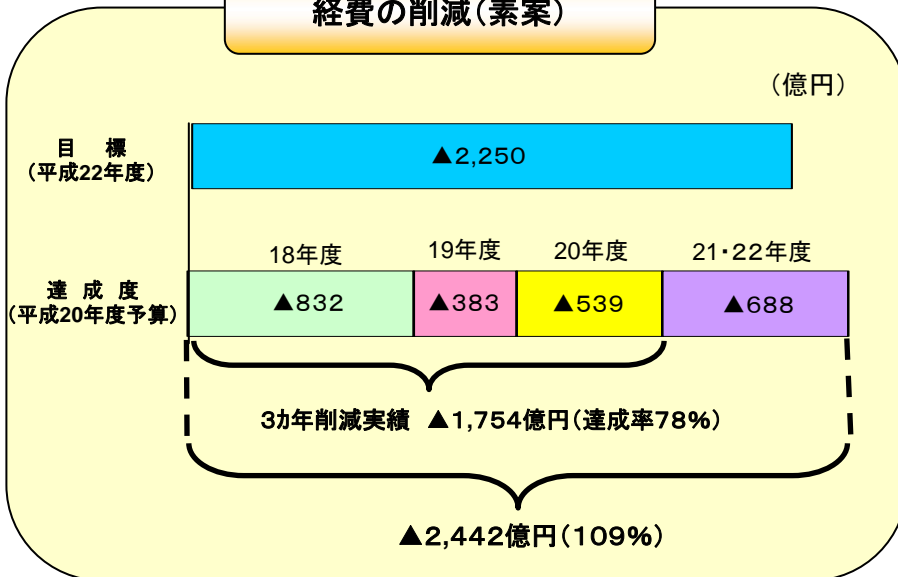 経費の削減(素案)
(億円)
目 標
(平成22年度)
▲2,250
18年度 19年度 20年度 21・22年度
達 成 度
(平成20年度予算)
▲832 ▲383 ▲539 ▲688
3ｶ年削減実績 ▲1,754億円(達成率78%)
▲2,442億円(109%)